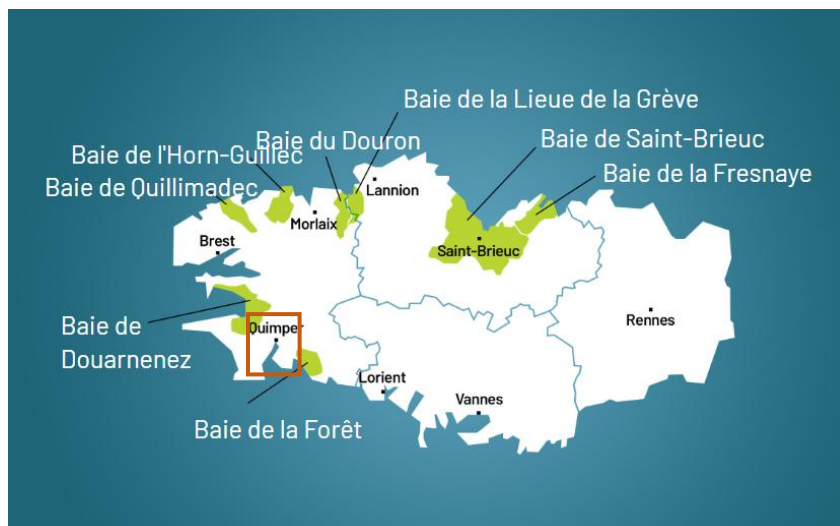 Baie de la Lieue de la Grève
Baie du Douron
Baie de Saint-Brieuc
Baie de l'Horn-Guillec
Baie de la Fresnaye
Baie de Quillimadec
Lannion
Morlaix
Brest
Saint-Brieuc
Baie de
Douarnenez
Quimper
Rennes
Lorient
Vannes
Baie de la Forêt